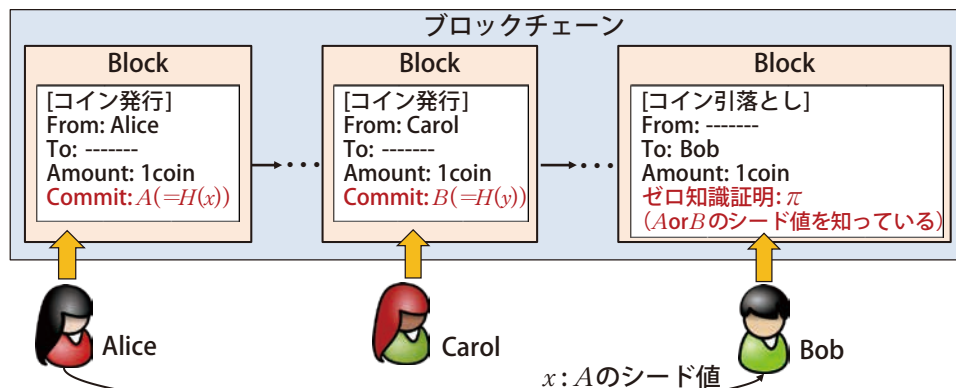 ブロックチェーン
Block
[コイン発行]
From: Alice
To: -------
Amount: 1coin
Commit: A(=H(x))
Block
[コイン発行]
From: Carol
To: -------
Amount: 1coin
Commit: B(=H(y))
Block
[コイン引落とし]
From: -------
To: Bob
Amount: 1coin
ゼロ知識証明: π
(AorBのシード値を知っている)
Alice
Carol
Bob
x : Aのシード値